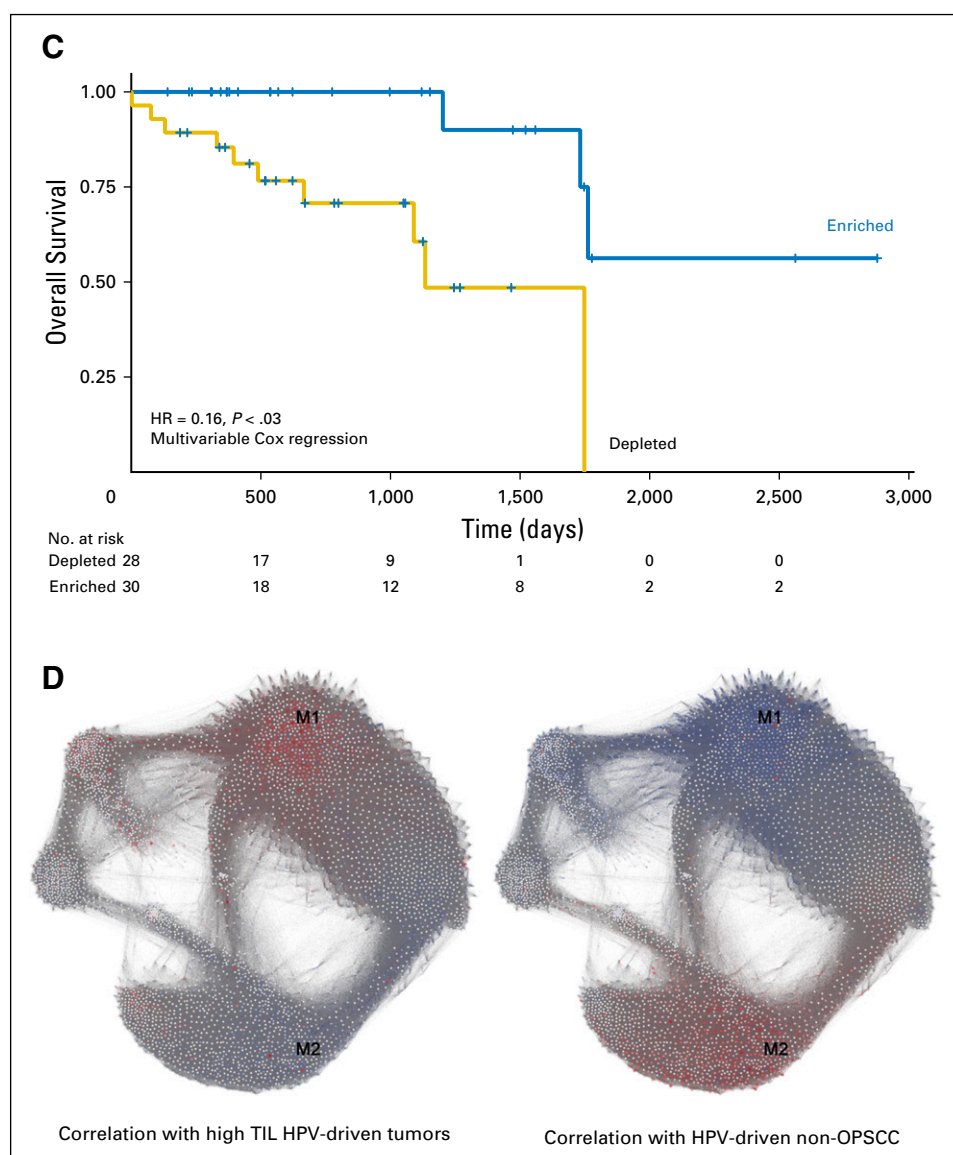 C
1.00
0.75
0.50
0.25
Overall Survival
Enriched
HR = 0.16, P < .03
Multivariable Cox regression
Depleted
0 500 1,000 1,500 2,000 2,500 3,000
Time (days)
No. at risk
Depleted 28 17 9 1 0 0
Enriched 30 18 12 8 2 2
D
M1 M1
M2 M2
Correlation with high TIL HPV-driven tumors Correlation with HPV-driven non-OPSCC